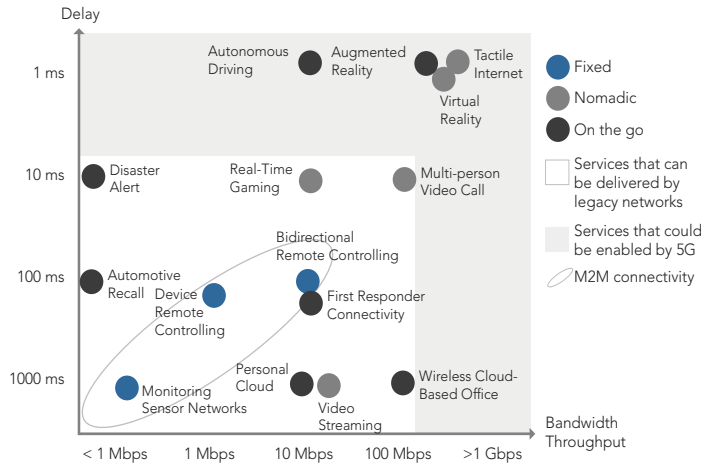 Delay
1 ms
10 ms
100 ms
1000 ms
Autonomous
Driving
Augmented
Reality
Tactile
Internet
Virtual
Reality
Disaster
Alert
Real-Time
Gaming
Multi-person
Video Call
Bidirectional
Remote Controlling
Automotive
Recall
Device
Remote
Controlling
First Responder
Connectivity
Monitoring
Sensor Networks
Personal
Cloud
Video
Streaming
Wireless Cloud-
Based Office
< 1 Mbps
1 Mbps
10 Mbps
100 Mbps
>1 Gbps
Bandwidth
Throughput
Fixed
Nomadic
On the go
Services that can
be delivered by
legacy networks
Services that could
be enabled by 5G
M2M connectivity